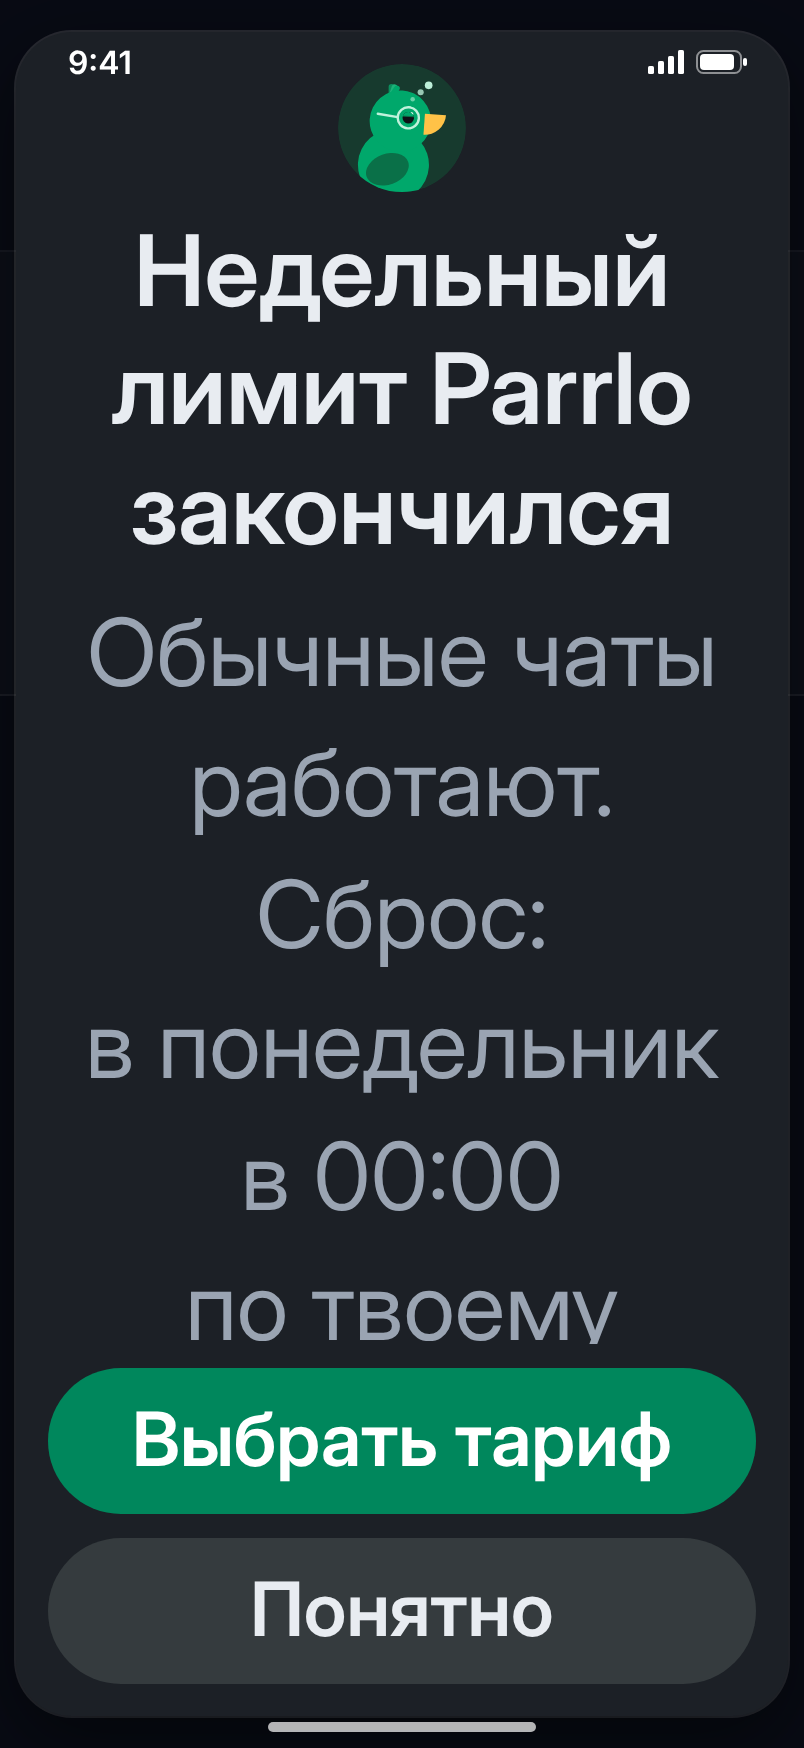 9:41
Недельный
лимит Parrlo
закончился
Обычные чаты
работают.
Сброс:
в понедельник
в 00:00
по твоему
Выбрать тариф
Понятно